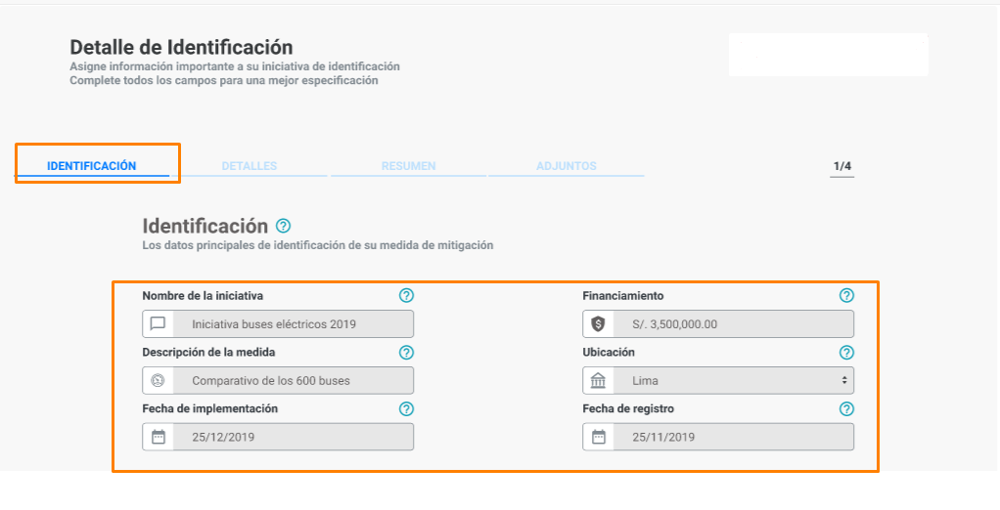 Detalle de Identificación
Asigne información importante a su iniciativa de identificación
Complete todos los campos para una mejor especificación
IDENTIFICACIÓN DETALLES RESUMEN ADJUNTOS 1/4
Identificación ?
Los datos principales de identificación de su medida de mitigación
Nombre de la iniciativa ? Financiamiento ?
Iniciativa buses eléctricos 2019 $ S/. 3,500,000.00
Descripción de la medida ? Ubicación ?
Comparativo de los 600 buses Lima
Fecha de implementación ? Fecha de registro ?
25/12/2019 25/11/2019